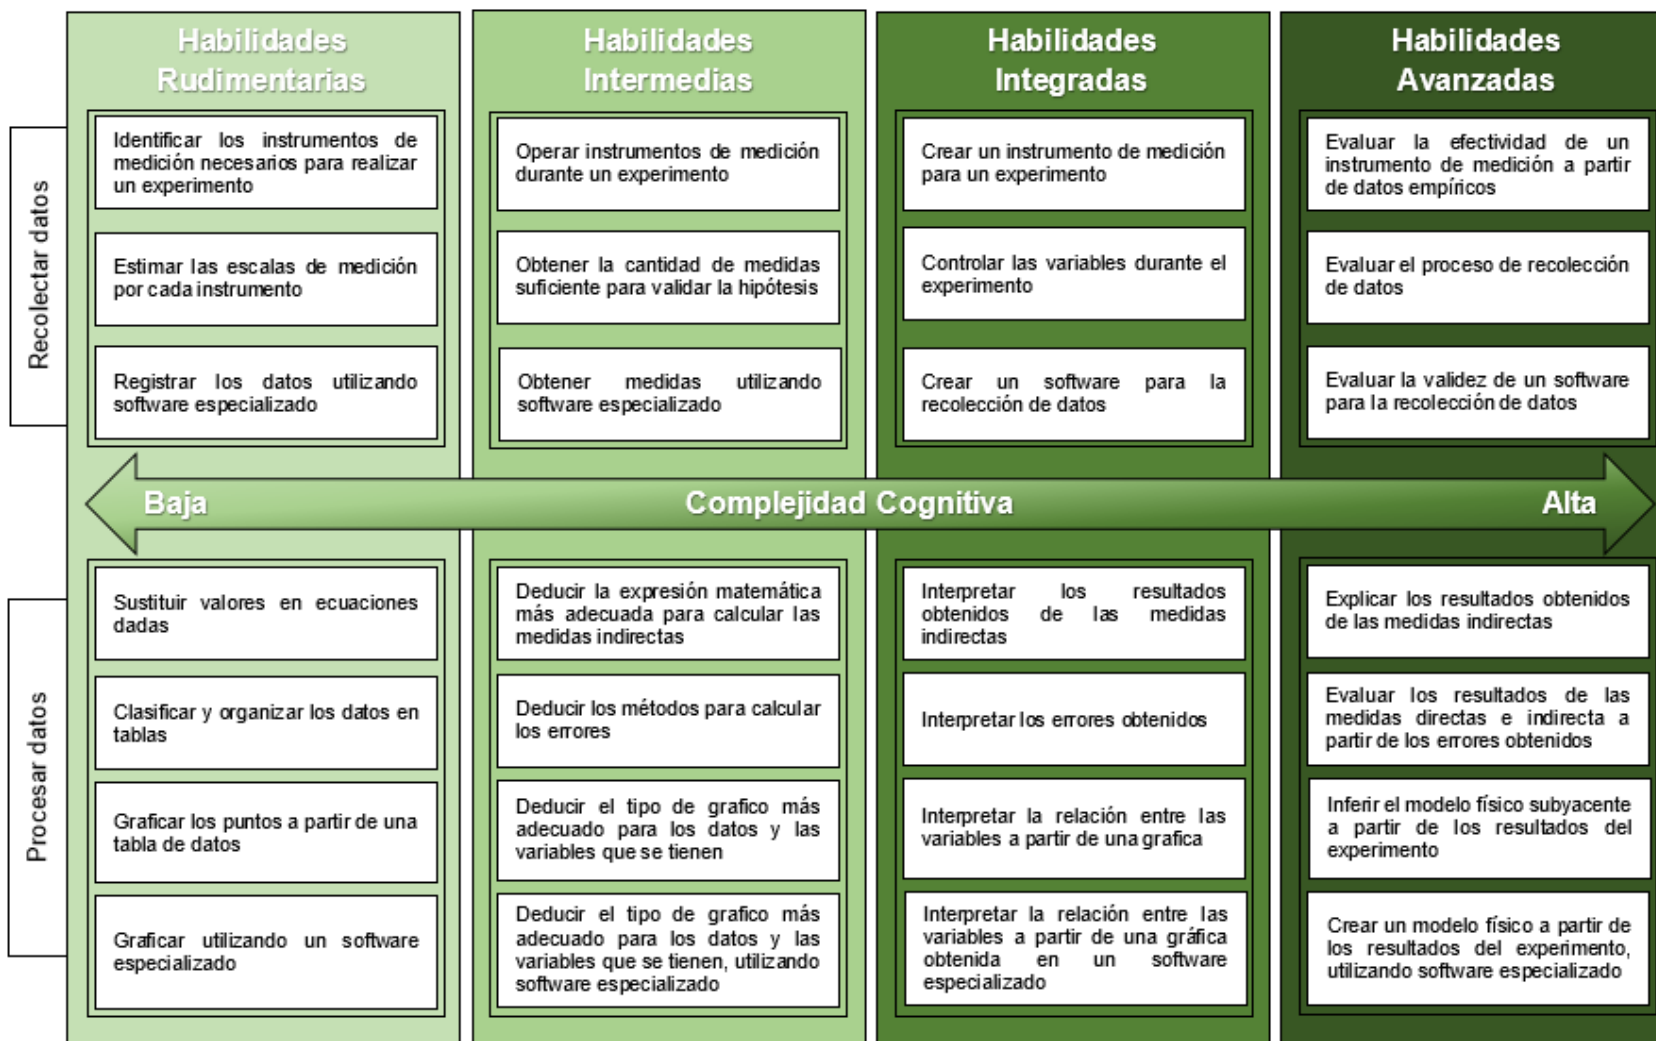 Habilidades
Rudimentarias
Habilidades
Intermedias
Habilidades
Integradas
Habilidades
Avanzadas
Recolectar datos
Identificar los instrumentos de
medición necesarios para realizar
un experimento
Operar instrumentos de medición
durante un experimento
Crear un instrumento de medición
para un experimento
Evaluar la efectividad de un
instrumento de medición a partir
de datos empíricos
Estimar las escalas de medición
por cada instrumento
Obtener la cantidad de medidas
suficiente para validar la hipótesis
Controlar las variables durante el
experimento
Evaluar el proceso de recolección
de datos
Registrar los datos utilizando
software especializado
Obtener medidas utilizando
software especializado
Crear un software para la
recolección de datos
Evaluar la validez de un software
para la recolección de datos
Baja Complejidad Cognitiva Alta
Procesar datos
Sustituir valores en ecuaciones
dadas
Deducir la expresión matemática
más adecuada para calcular las
medidas indirectas
Interpretar los resultados
obtenidos de las medidas
indirectas
Explicar los resultados obtenidos
de las medidas indirectas
Clasificar y organizar los datos en
tablas
Deducir los métodos para calcular
los errores
Interpretar los errores obtenidos
Evaluar los resultados de las
medidas directas e indirecta a
partir de los errores obtenidos
Graficar los puntos a partir de una
tabla de datos
Deducir el tipo de grafico más
adecuado para los datos y las
variables que se tienen
Interpretar la relación entre las
variables a partir de una grafica
Inferir el modelo físico subyacente
a partir de los resultados del
experimento
Graficar utilizando un software
especializado
Deducir el tipo de grafico más
adecuado para los datos y las
variables que se tienen, utilizando
software especializado
Interpretar la relación entre las
variables a partir de una gráfica
obtenida en un software
especializado
Crear un modelo físico a partir de
los resultados del experimento,
utilizando software especializado